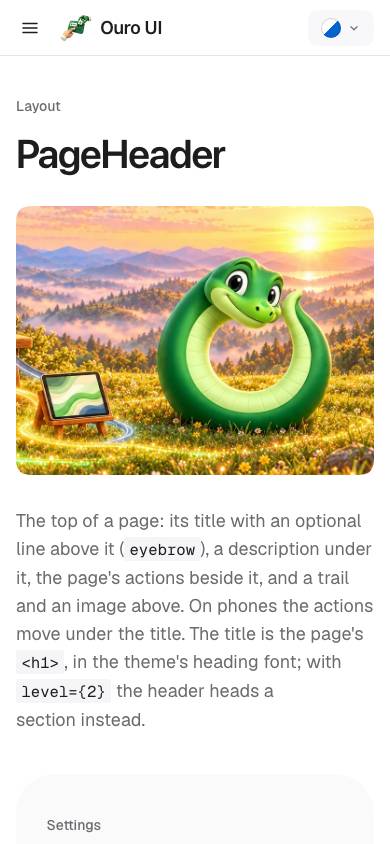 Ouro UI
Layout
PageHeader
The top of a page: its title with an optional
line above it (eyebrow), a description under
it, the page's actions beside it, and a trail
and an image above. On phones the actions
move under the title. The title is the page's
<h1>, in the theme's heading font; with
level={2} the header heads a
section instead.
Settings